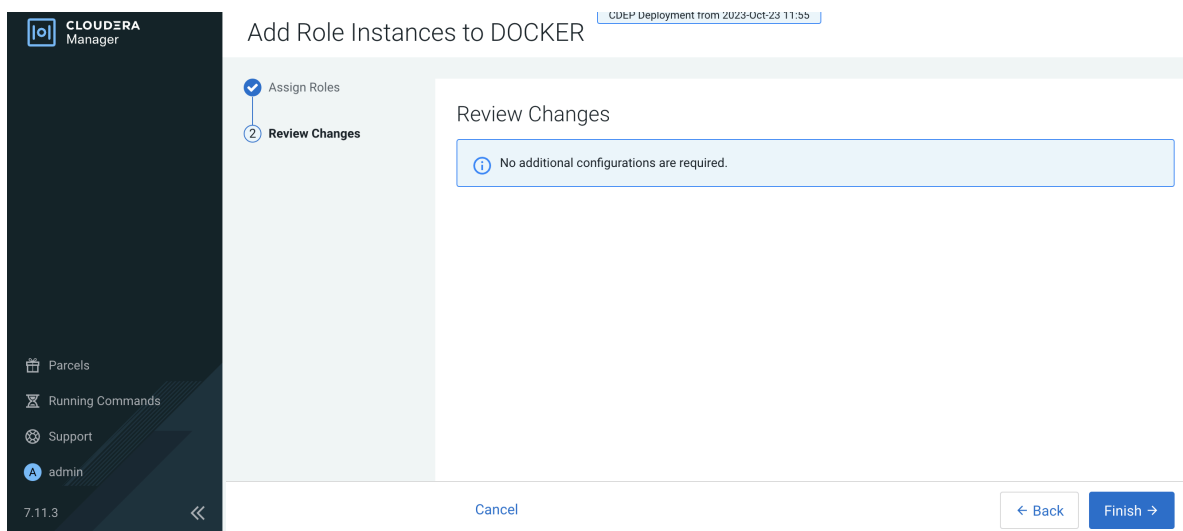 CLOUDERA
Manager
Add Role Instances to DOCKER
CDEP Deployment from 2023-Oct-23 11:55
Assign Roles
2 Review Changes
Review Changes
No additional configurations are required.
Parcels
Running Commands
Support
A admin
7.11.3
Cancel
← Back
Finish →